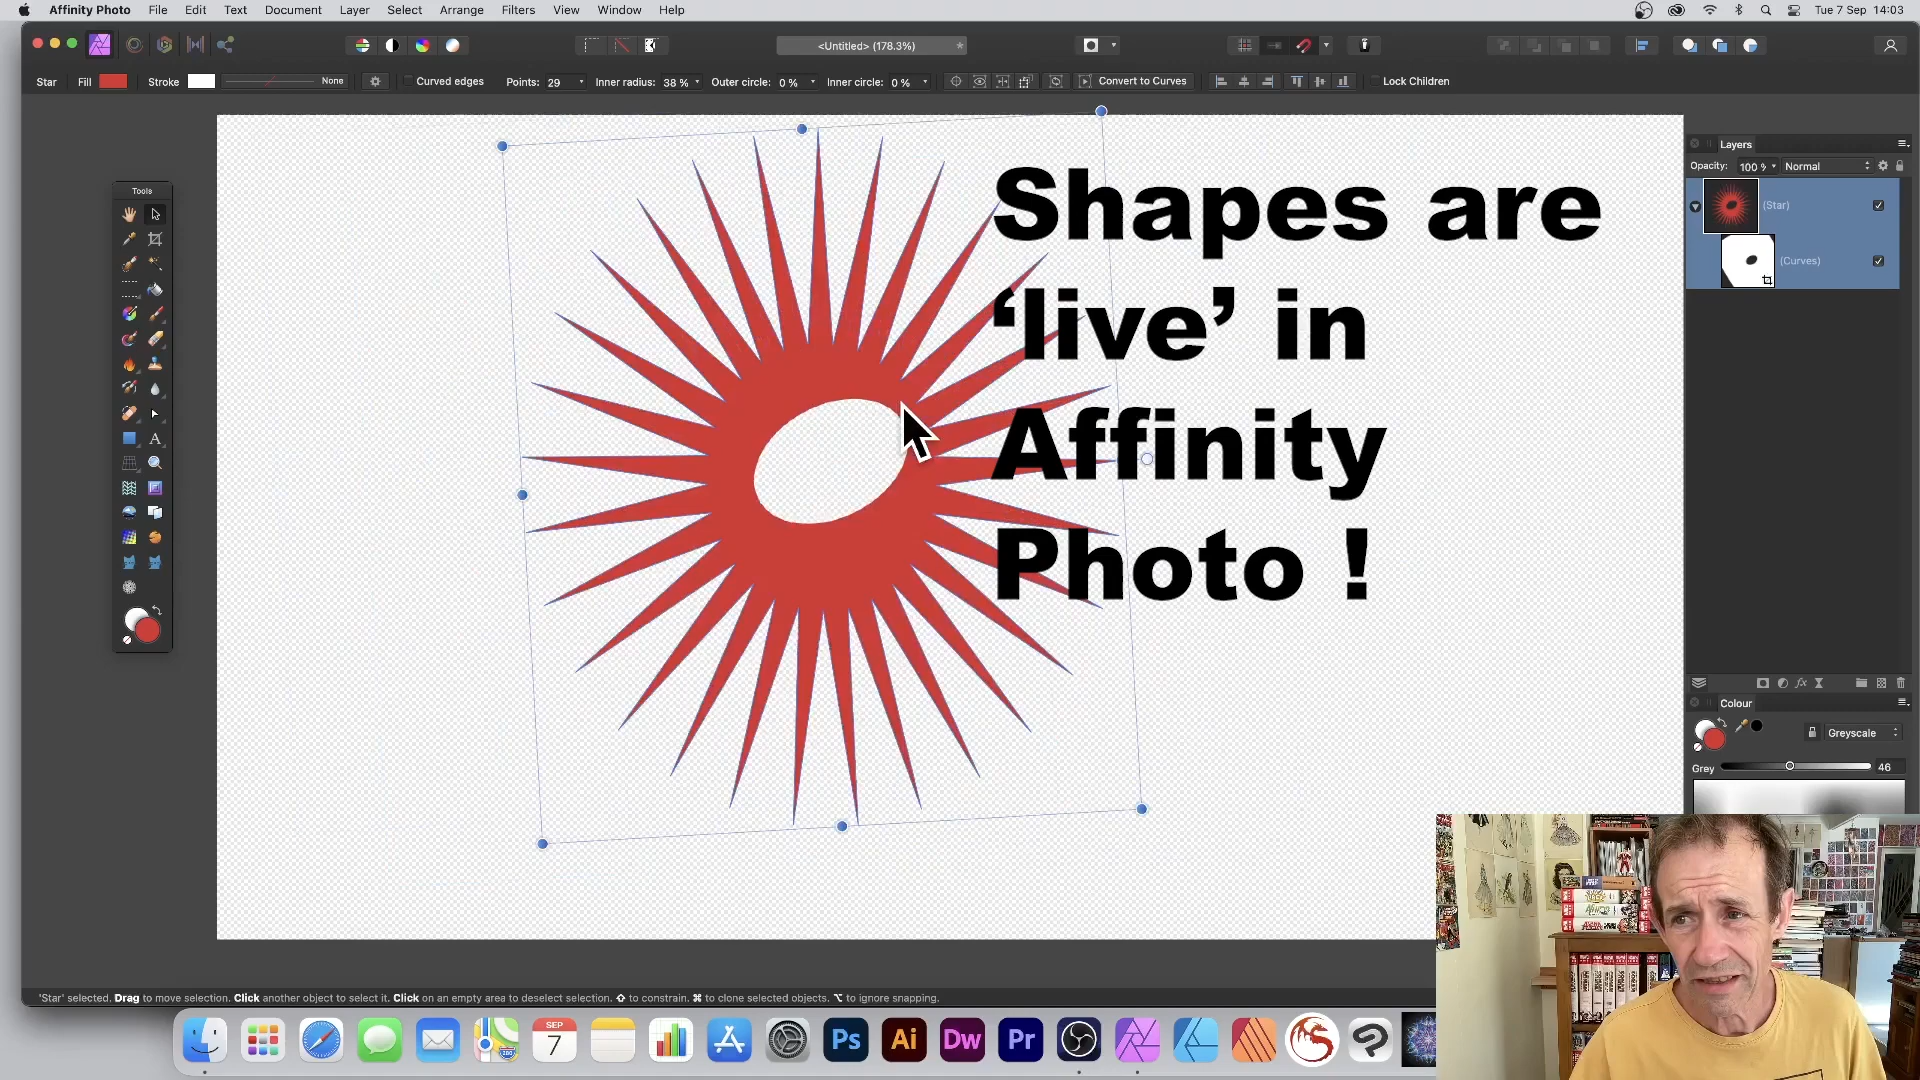 Affinity Photo File Edit Text Document Layer Select Arrange Filters View Window Help
Tue 7 Sep 14:03
<Untitled> (178.3%)
*
Star Fill Stroke None Curved edges Points: 29 Inner radius: 38 % Outer circle: 0 % Inner circle: 0 % Convert to Curves Lock Children
Layers
Opacity: 100 % Normal
(Star)
(Curves)
Tools
Shapes are
‘live’ in
Affinity
Photo !
Colour
Greyscale
Grey 46
'Star' selected. Drag to move selection. Click another object to select it. Click on an empty area to deselect selection. ⇧ to constrain. ⌘ to clone selected objects. ⌥ to ignore snapping.
SEP
7
280
Ps
Ai
Dw
Pr